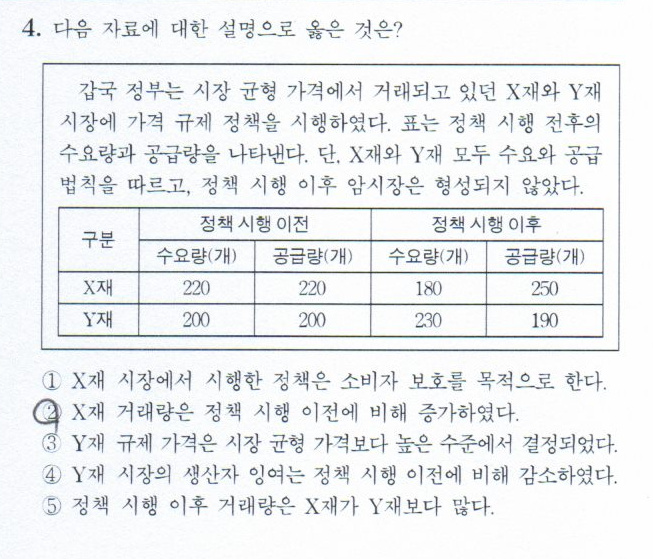 4. 다음 자료에 대한 설명으로 옳은 것은?
갑국 정부는 시장 균형 가격에서 거래되고 있던 X재와 Y재
시장에 가격 규제 정책을 시행하였다. 표는 정책 시행 전후의
수요량과 공급량을 나타낸다. 단, X재와 Y재 모두 수요와 공급
법칙을 따르고, 정책 시행 이후 암시장은 형성되지 않았다.
구분 정책 시행 이전 정책 시행 이후
수요량(개) 공급량(개) 수요량(개) 공급량(개)
X재 220 220 180 250
Y재 200 200 230 190
① X재 시장에서 시행한 정책은 소비자 보호를 목적으로 한다.
② X재 거래량은 정책 시행 이전에 비해 증가하였다.
③ Y재 규제 가격은 시장 균형 가격보다 높은 수준에서 결정되었다.
④ Y재 시장의 생산자 잉여는 정책 시행 이전에 비해 감소하였다.
⑤ 정책 시행 이후 거래량은 X재가 Y재보다 많다.